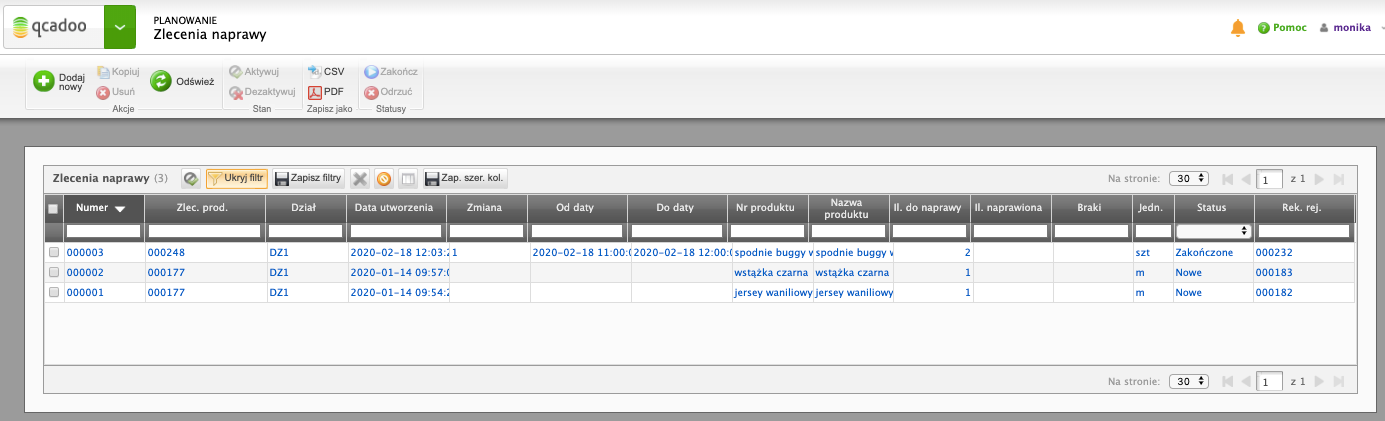 qcadoo
PLANOWANIE
Zlecenia naprawy
Pomoc
monika
Dodaj nowy
Kopiuj
Usuń
Odśwież
Akcje
Aktywuj
Dezaktywuj
Stan
CSV
PDF
Zapisz jako
Zakończ
Odrzuć
Statusy
Zlecenia naprawy (3) Ukryj filtr Zapisz filtry Zap. szer. kol. Na stronie: 30 1 z 1
Numer Zlec. prod. Dział Data utworzenia Zmiana Od daty Do daty Nr produktu Nazwa produktu Il. do naprawy Il. naprawiona Braki Jedn. Status Rek. rej.
000003 000248 DZ1 2020-02-18 12:03:2 1 2020-02-18 11:00:0 2020-02-18 12:00:0 spodnie buggy w spodnie buggy w 2 szt Zakończone 000232
000002 000177 DZ1 2020-01-14 09:57:0 wstążka czarna wstążka czarna 1 m Nowe 000183
000001 000177 DZ1 2020-01-14 09:54:2 jersey waniliowy jersey waniliowy 1 m Nowe 000182
Na stronie: 30 1 z 1